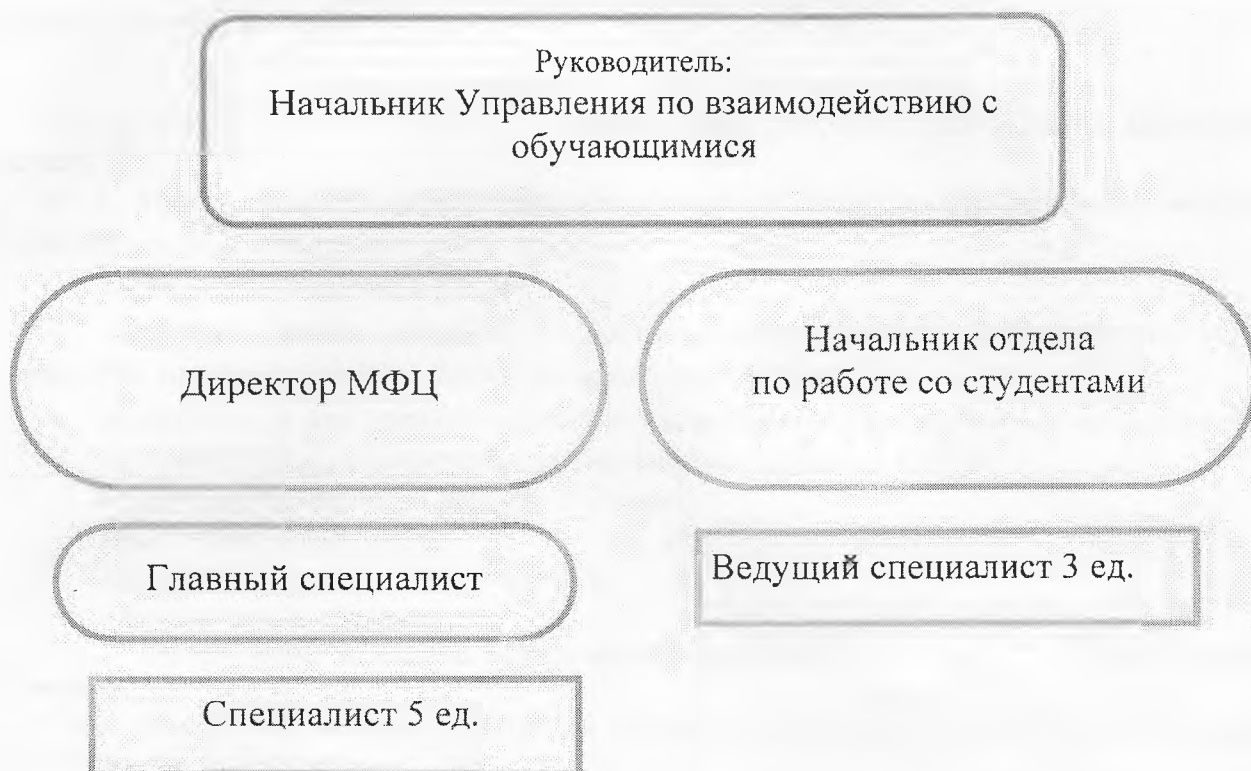 Руководитель:
Начальник Управления по взаимодействию с
обучающимися
Директор МФЦ
Начальник отдела
по работе со студентами
Главный специалист
Ведущий специалист 3 ед.
Специалист 5 ед.